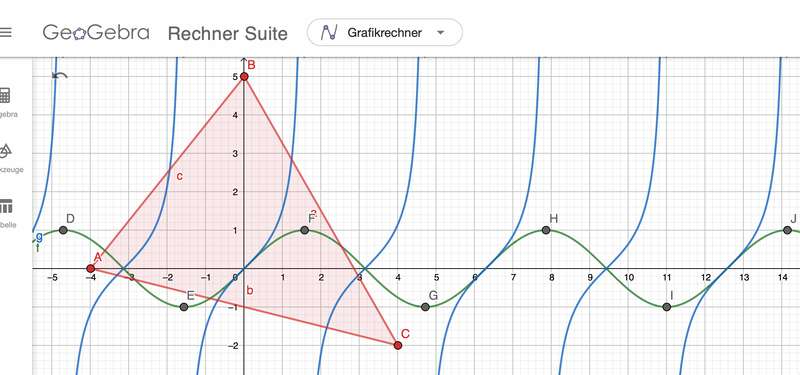 GeoGebra Rechner Suite Grafikrechner
B
5
4
3
c
2
a
D F H J
1
g
f
A
−5 −4 −3 −2 −1 0 1 2 3 4 5 6 7 8 9 10 11 12 13 14
b
E G I
−1
C
−2
gebra
kzeuge
belle